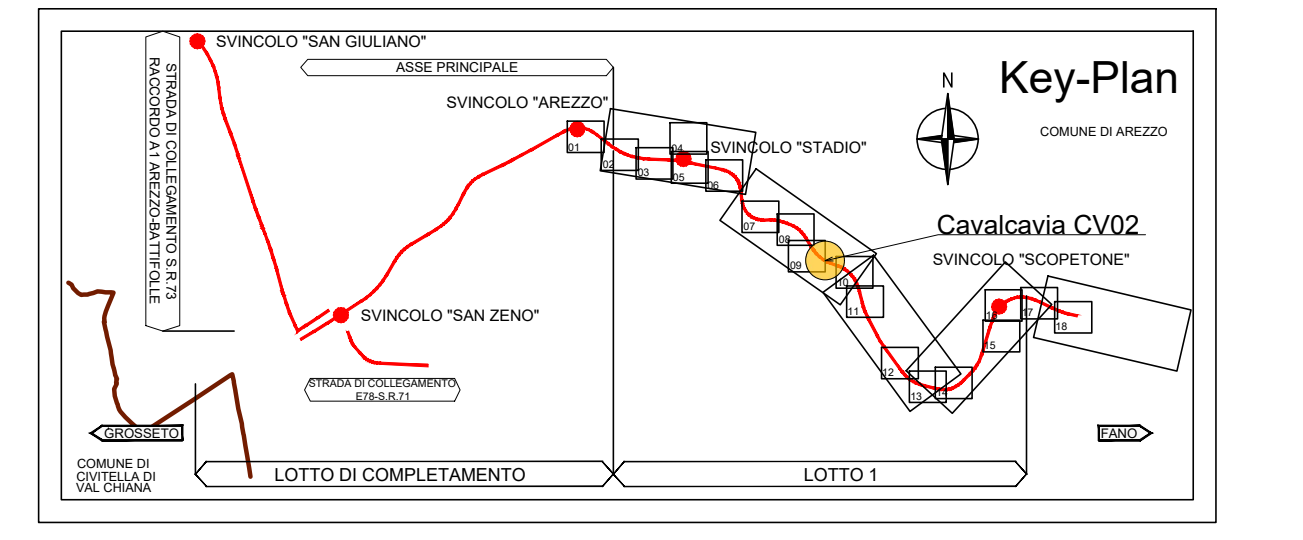 SVINCOLO "SAN GIULIANO"
STRADA DI COLLEGAMENTO S.R.73
RACCORDO A1 AREZZO-BATTIFOLLE
ASSE PRINCIPALE
SVINCOLO "AREZZO"
N
Key-Plan
COMUNE DI AREZZO
01
02
03
04
05
06
SVINCOLO "STADIO"
07
08
09
10
11
Cavalcavia CV02
SVINCOLO "SCOPETONE"
12
13
14
15
16
17
18
SVINCOLO "SAN ZENO"
STRADA DI COLLEGAMENTO
E78-S.R.71
GROSSETO
FANO
COMUNE DI
CIVITELLA DI
VAL CHIANA
LOTTO DI COMPLETAMENTO
LOTTO 1